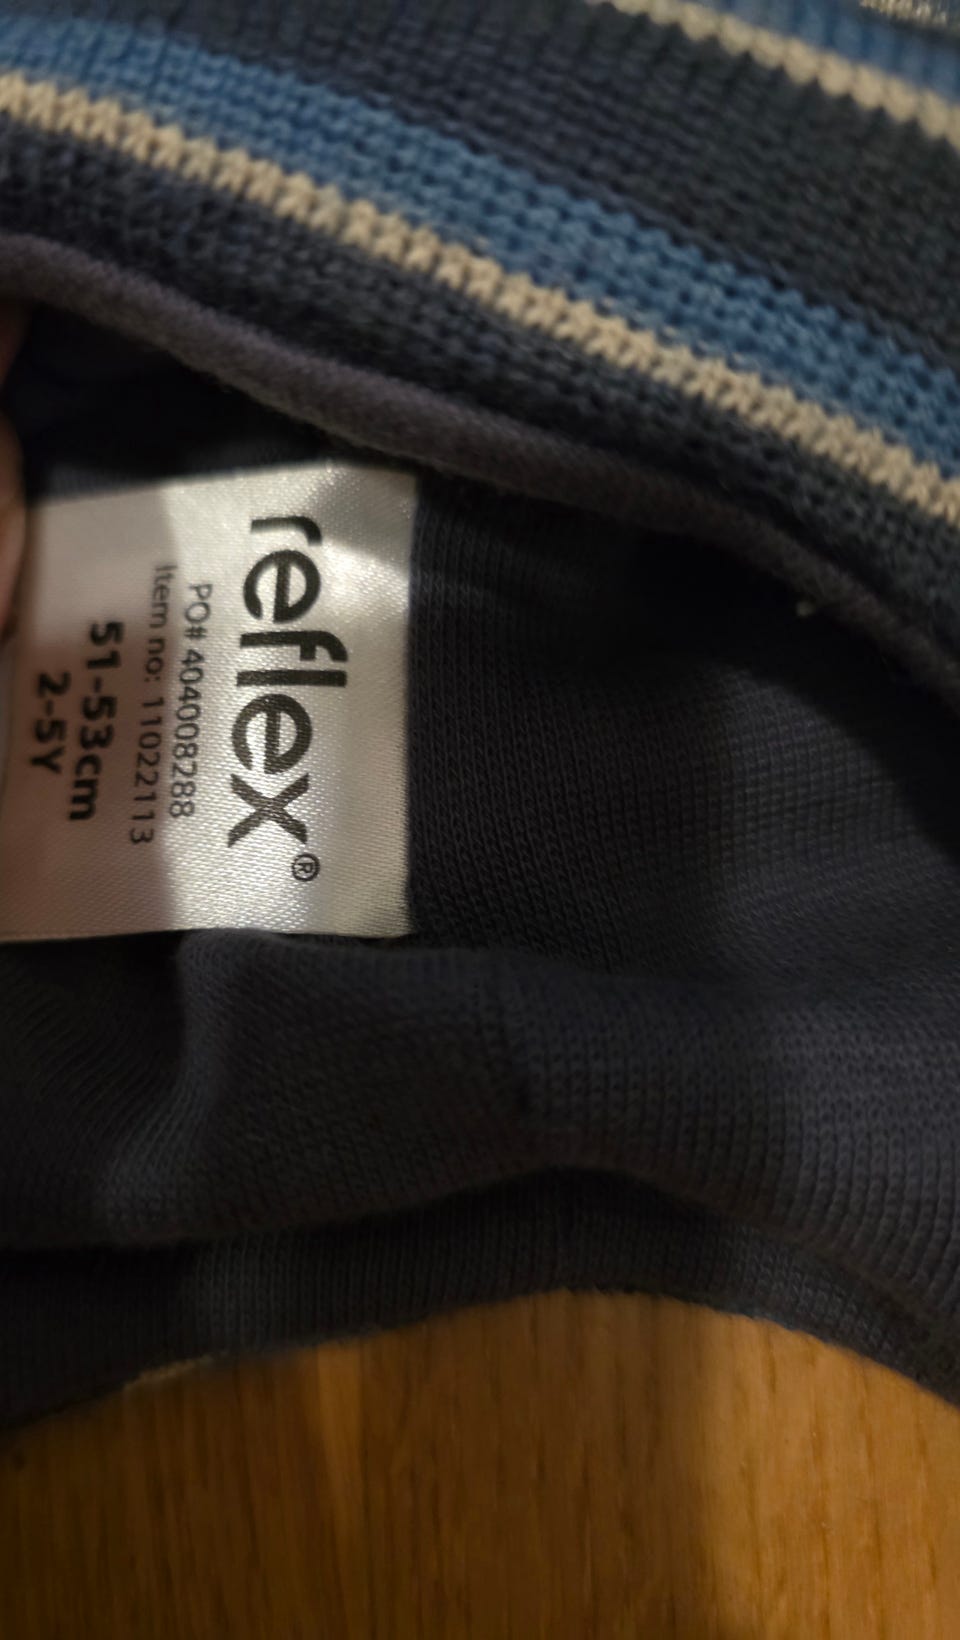 reflex®
PO# 404008288
Item no: 11022113
51-53cm
2-5Y